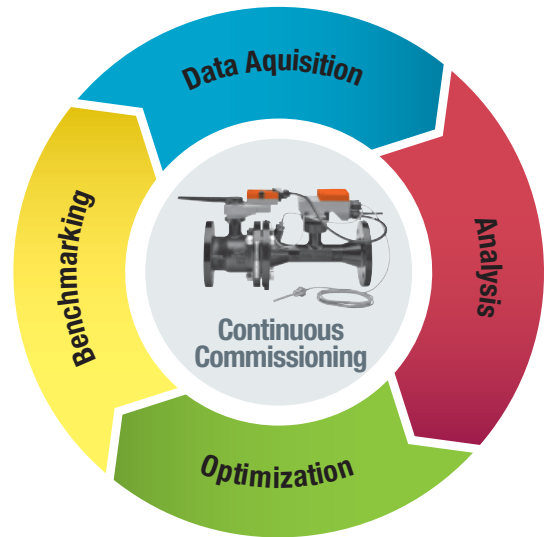 Data Aquisition
Analysis
Optimization
Benchmarking
Continuous
Commissioning